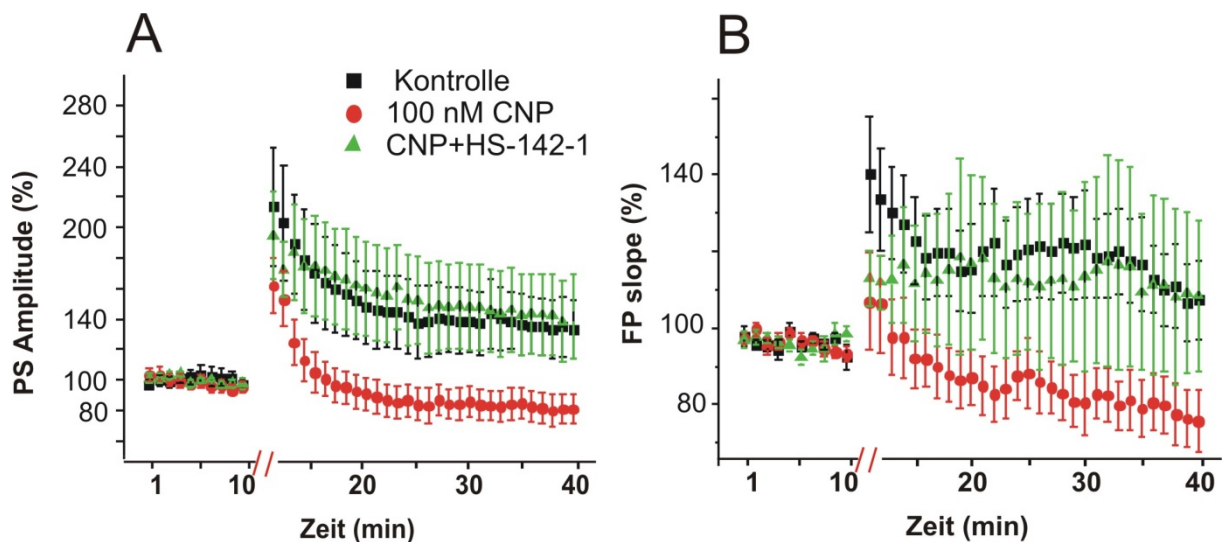 A
B
Kontrolle
100 nM CNP
CNP+HS-142-1
PS Amplitude (%)
280
240
200
140
100
80
1
10
20
30
40
Zeit (min)
FP slope (%)
140
100
80
1
10
20
30
40
Zeit (min)